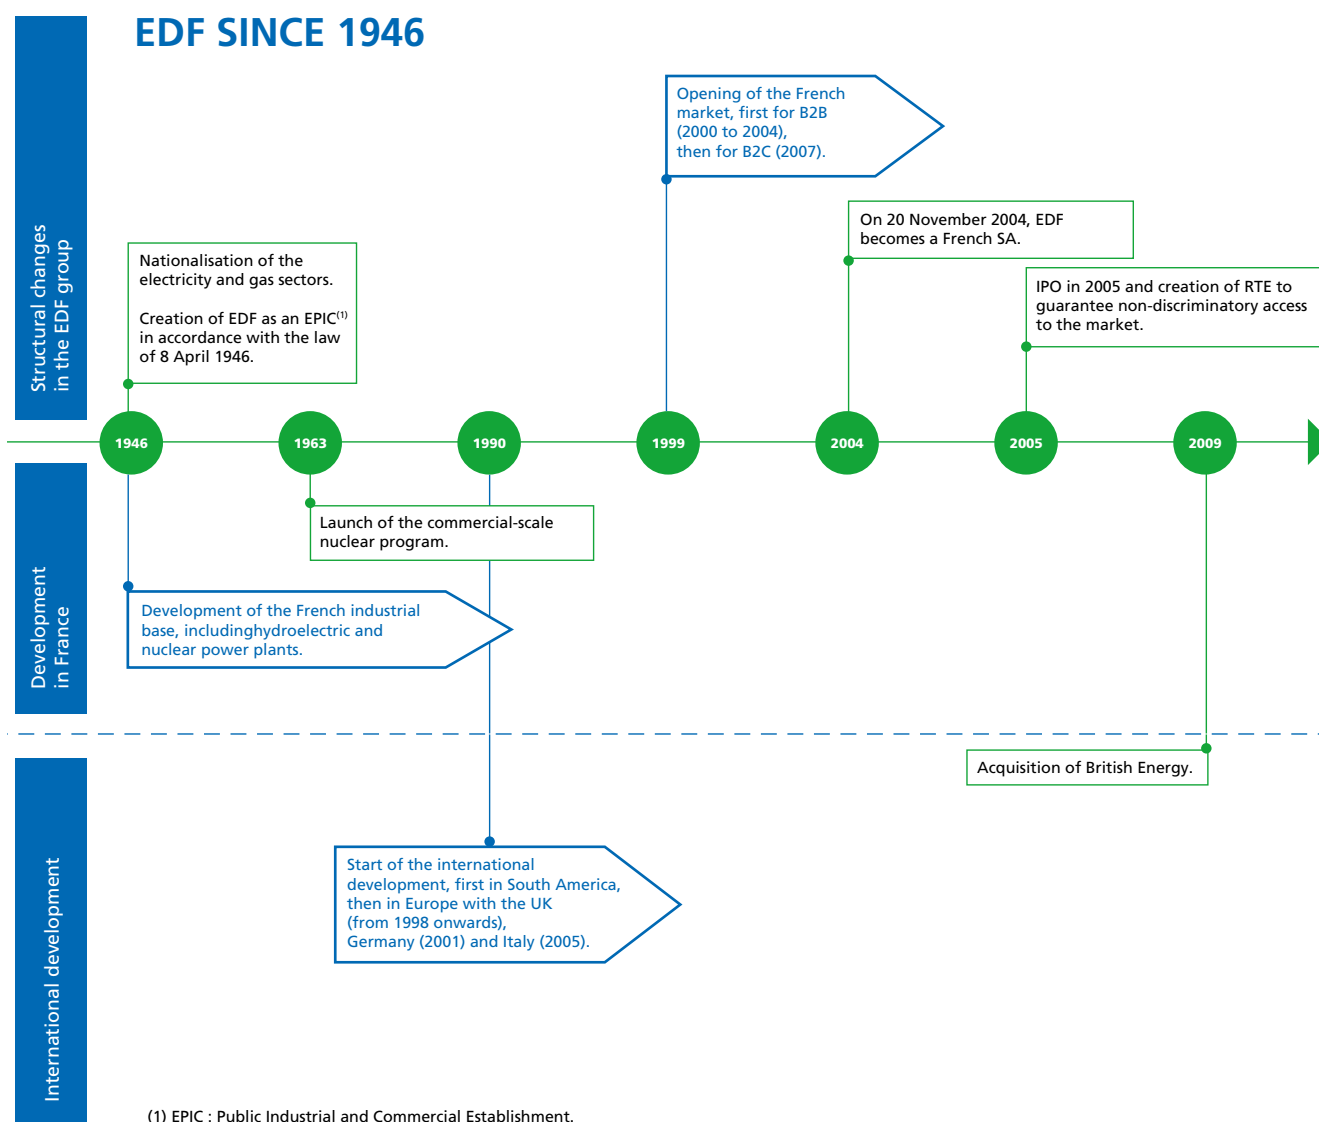 EDF SINCE 1946
Structural changes
in the EDF group
Opening of the French
market, first for B2B
(2000 to 2004),
then for B2C (2007).
On 20 November 2004, EDF
becomes a French SA.
Nationalisation of the
electricity and gas sectors.
Creation of EDF as an EPIC(1)
in accordance with the law
of 8 April 1946.
IPO in 2005 and creation of RTE to
guarantee non-discriminatory access
to the market.
1946
1963
1990
1999
2004
2005
2009
Development
in France
Launch of the commercial-scale
nuclear program.
Development of the French industrial
base, includinghydroelectric and
nuclear power plants.
International development
Acquisition of British Energy.
Start of the international
development, first in South America,
then in Europe with the UK
(from 1998 onwards),
Germany (2001) and Italy (2005).
(1) EPIC : Public Industrial and Commercial Establishment.